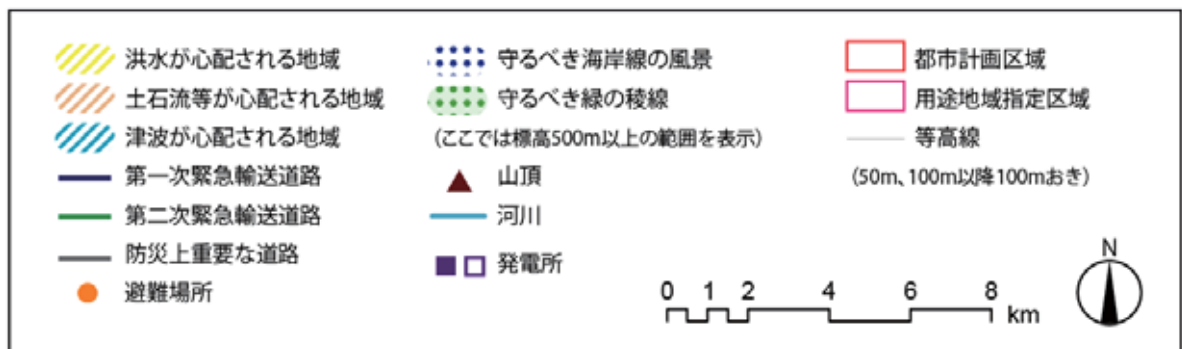 洪水が心配される地域
土石流等が心配される地域
津波が心配される地域
第一次緊急輸送道路
第二次緊急輸送道路
防災上重要な道路
避難場所
守るべき海岸線の風景
守るべき緑の稜線
(ここでは標高500m以上の範囲を表示)
山頂
河川
発電所
都市計画区域
用途地域指定区域
等高線
(50m、100m以降100mおき)
0 1 2 4 6 8 km
N